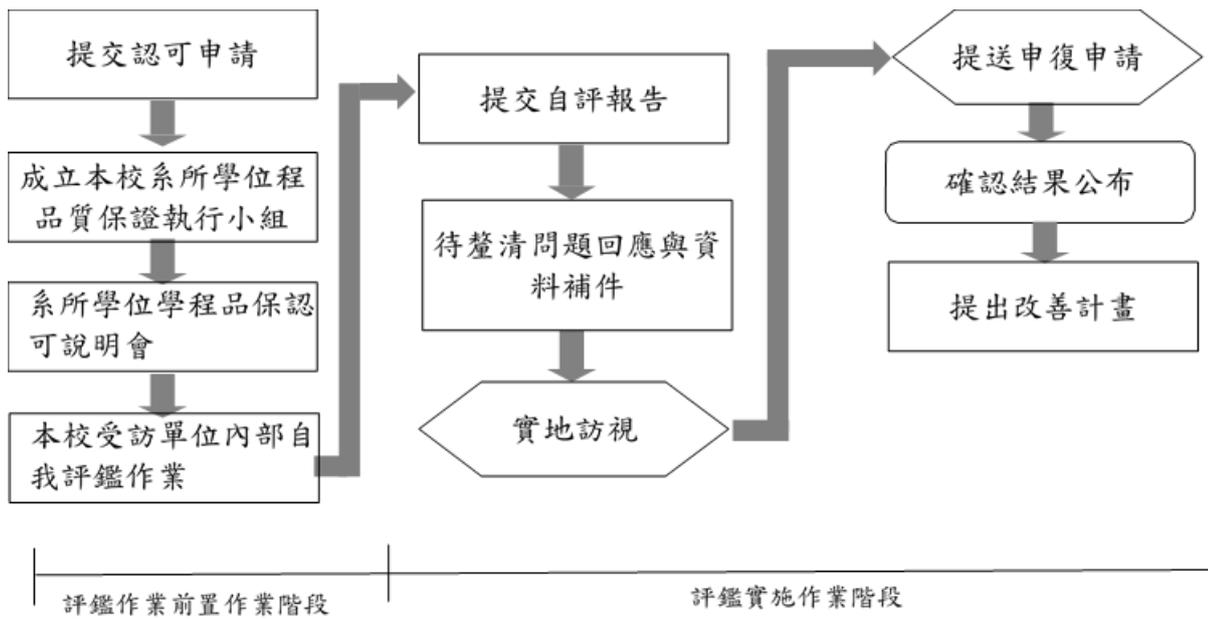 提交認可申請
成立本校系所學位程
品質保證執行小組
系所學位學程品保認
可說明會
本校受訪單位內部自
我評鑑作業
提交自評報告
待釐清問題回應與資
料補件
實地訪視
提送申復申請
確認結果公布
提出改善計畫
評鑑作業前置作業階段
評鑑實施作業階段